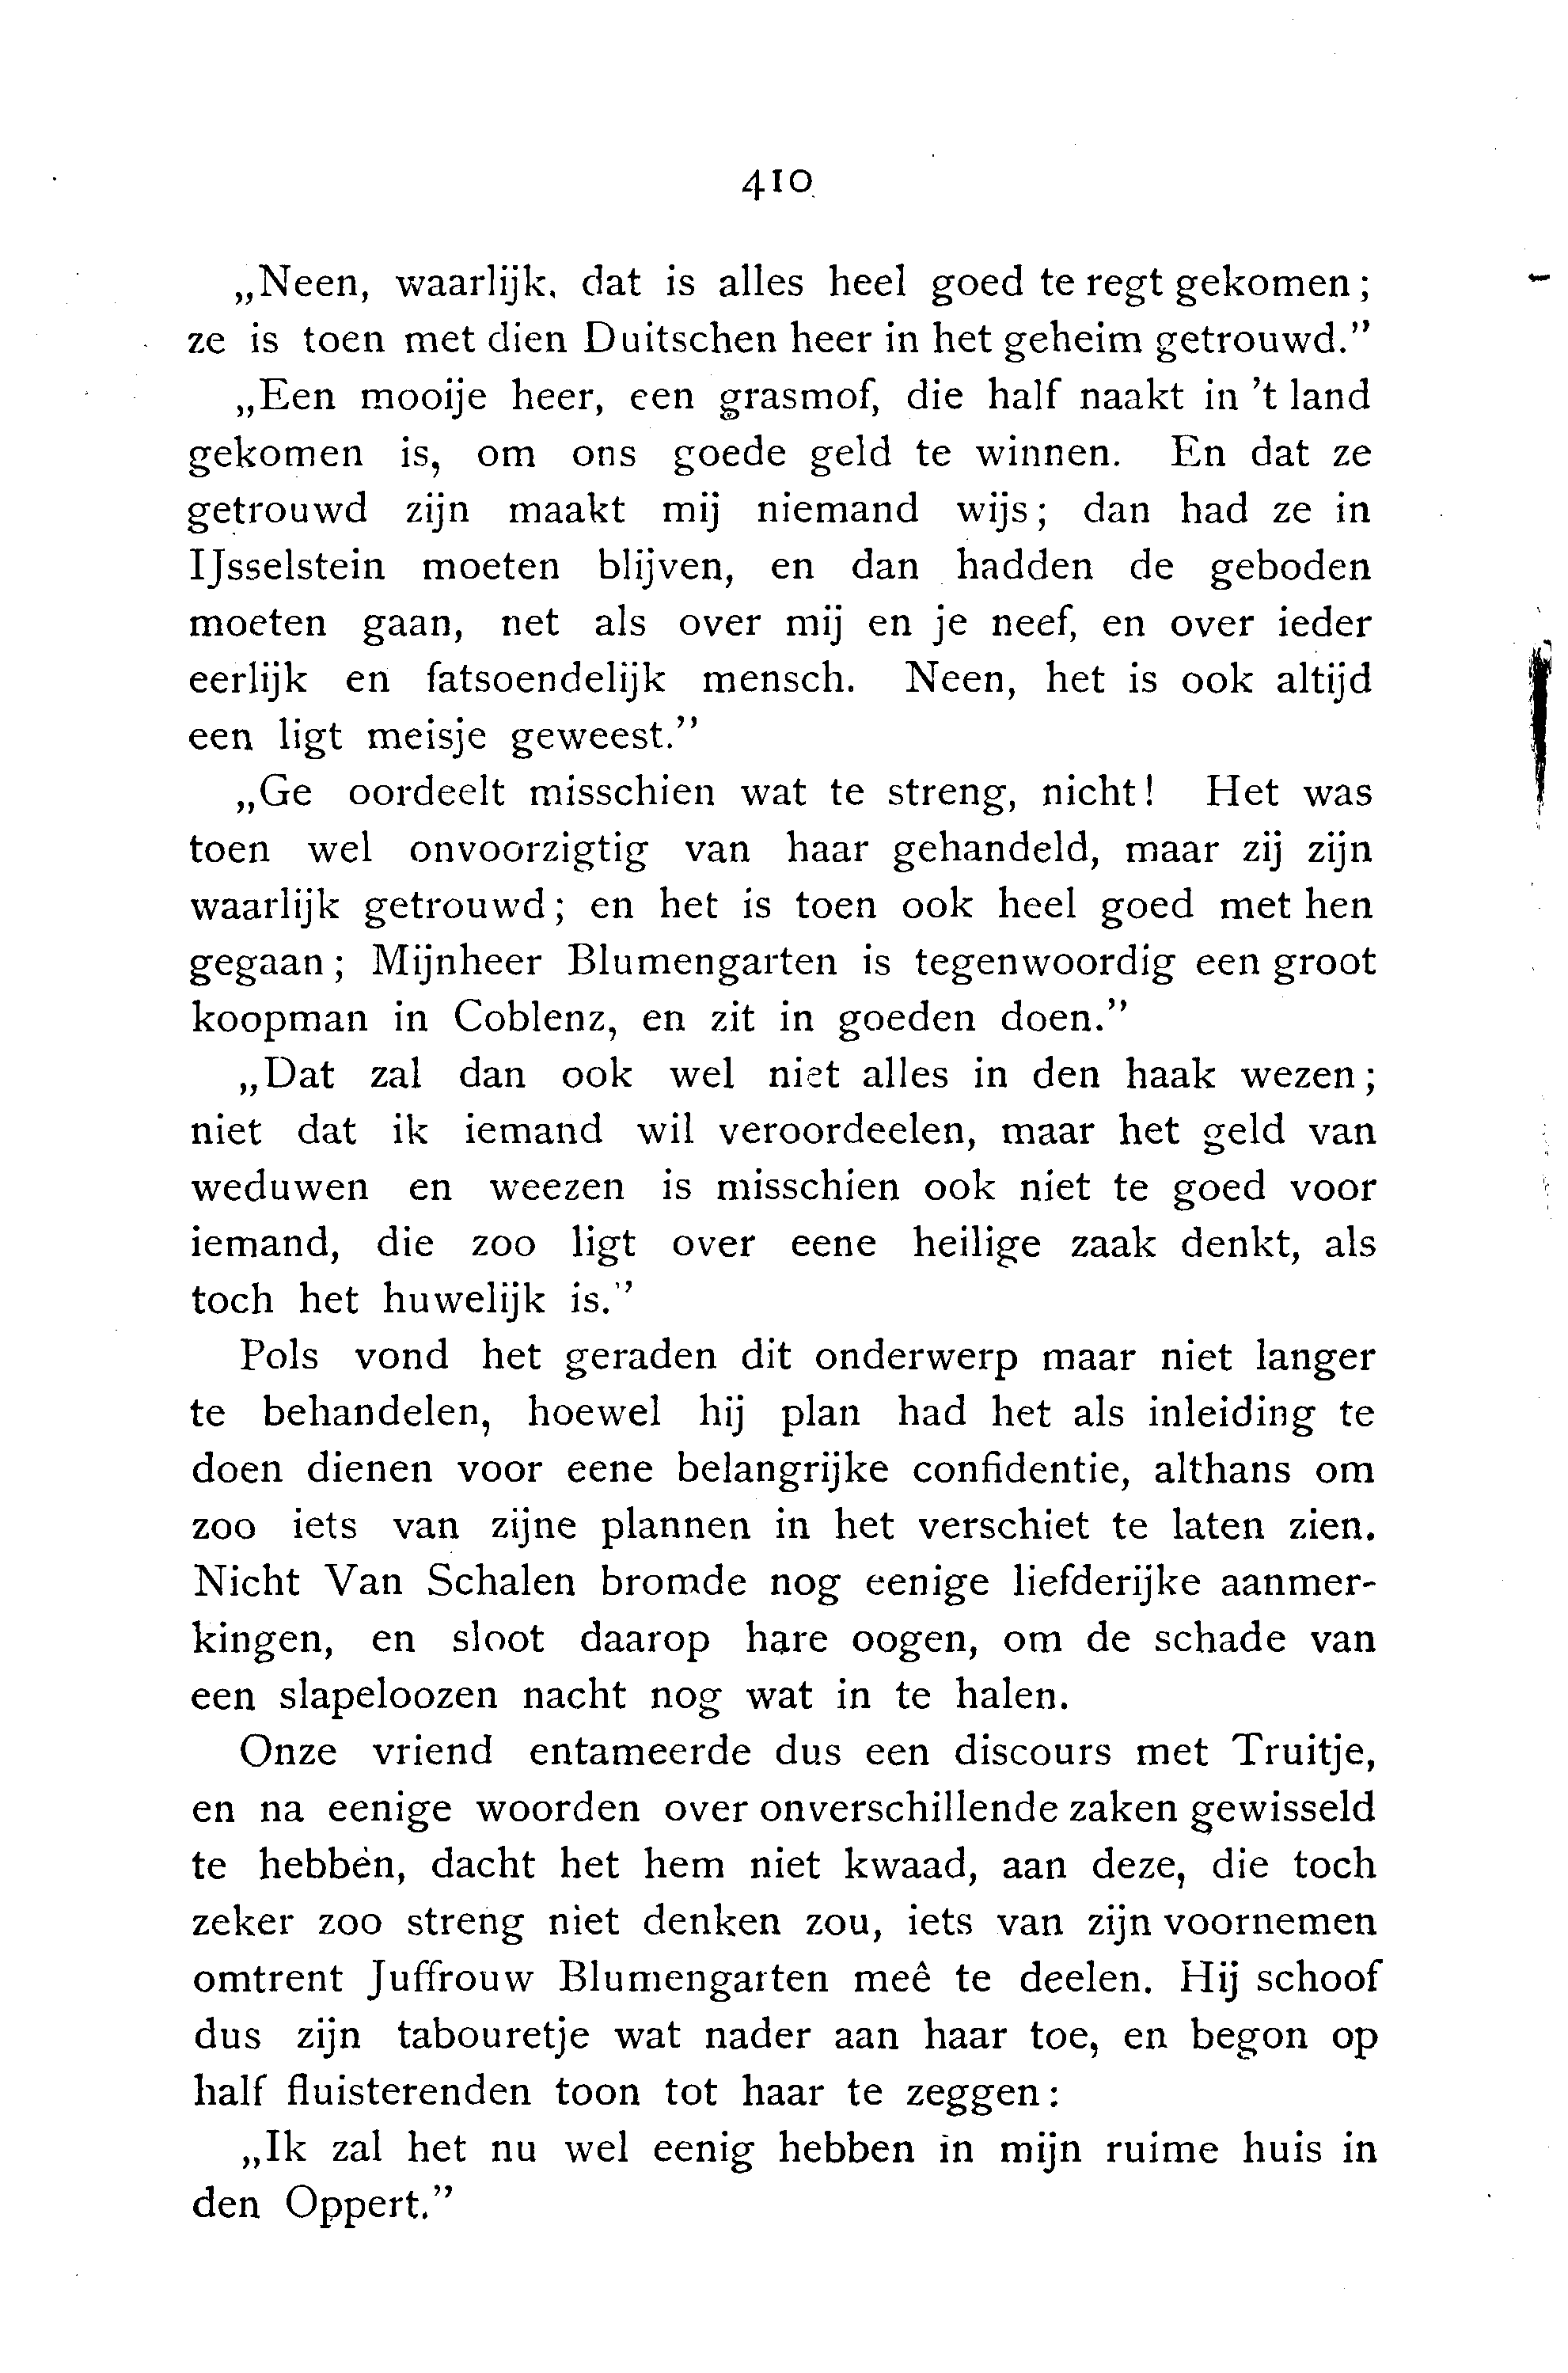 410
„Neen, waarlijk, dat is alles heel goed te regt gekomen;
ze is toen met dien Duitschen heer in het geheim getrouwd.”
„Een mooije heer, een grasmof, die half naakt in 't land
gekomen is, om ons goede geld te winnen. En dat ze
getrouwd zijn maakt mij niemand wijs; dan had ze in
IJsselstein moeten blijven, en dan hadden de geboden
moeten gaan, net als over mij en je neef, en over ieder
eerlijk en fatsoendelijk mensch. Neen, het is ook altijd
een ligt meisje geweest.”
„Ge oordeelt misschien wat te streng, nicht! Het was
toen wel onvoorzigtig van haar gehandeld, maar zij zijn
waarlijk getrouwd; en het is toen ook heel goed met hen
gegaan; Mijnheer Blumengarten is tegenwoordig een groot
koopman in Coblenz, en zit in goeden doen.”
„Dat zal dan ook wel niet alles in den haak wezen;
niet dat ik iemand wil veroordeelen, maar het geld van
weduwen en weezen is misschien ook niet te goed voor
iemand, die zoo ligt over eene heilige zaak denkt, als
toch het huwelijk is.”
Pols vond het geraden dit onderwerp maar niet langer
te behandelen, hoewel hij plan had het als inleiding te
doen dienen voor eene belangrijke confidentie, althans om
zoo iets van zijne plannen in het verschiet te laten zien.
Nicht Van Schalen bromde nog eenige liefderijke aanmer-
kingen, en sloot daarop hare oogen, om de schade van
een slapeloozen nacht nog wat in te halen.
Onze vriend entameerde dus een discours met Truitje,
en na eenige woorden over onverschillende zaken gewisseld
te hebben, dacht het hem niet kwaad, aan deze, die toch
zeker zoo streng niet denken zou, iets van zijn voornemen
omtrent Juffrouw Blumengarten meê te deelen. Hij schoof
dus zijn tabouretje wat nader aan haar toe, en begon op
half fluisterenden toon tot haar te zeggen:
„Ik zal het nu wel eenig hebben in mijn ruime huis in
den Oppert.”